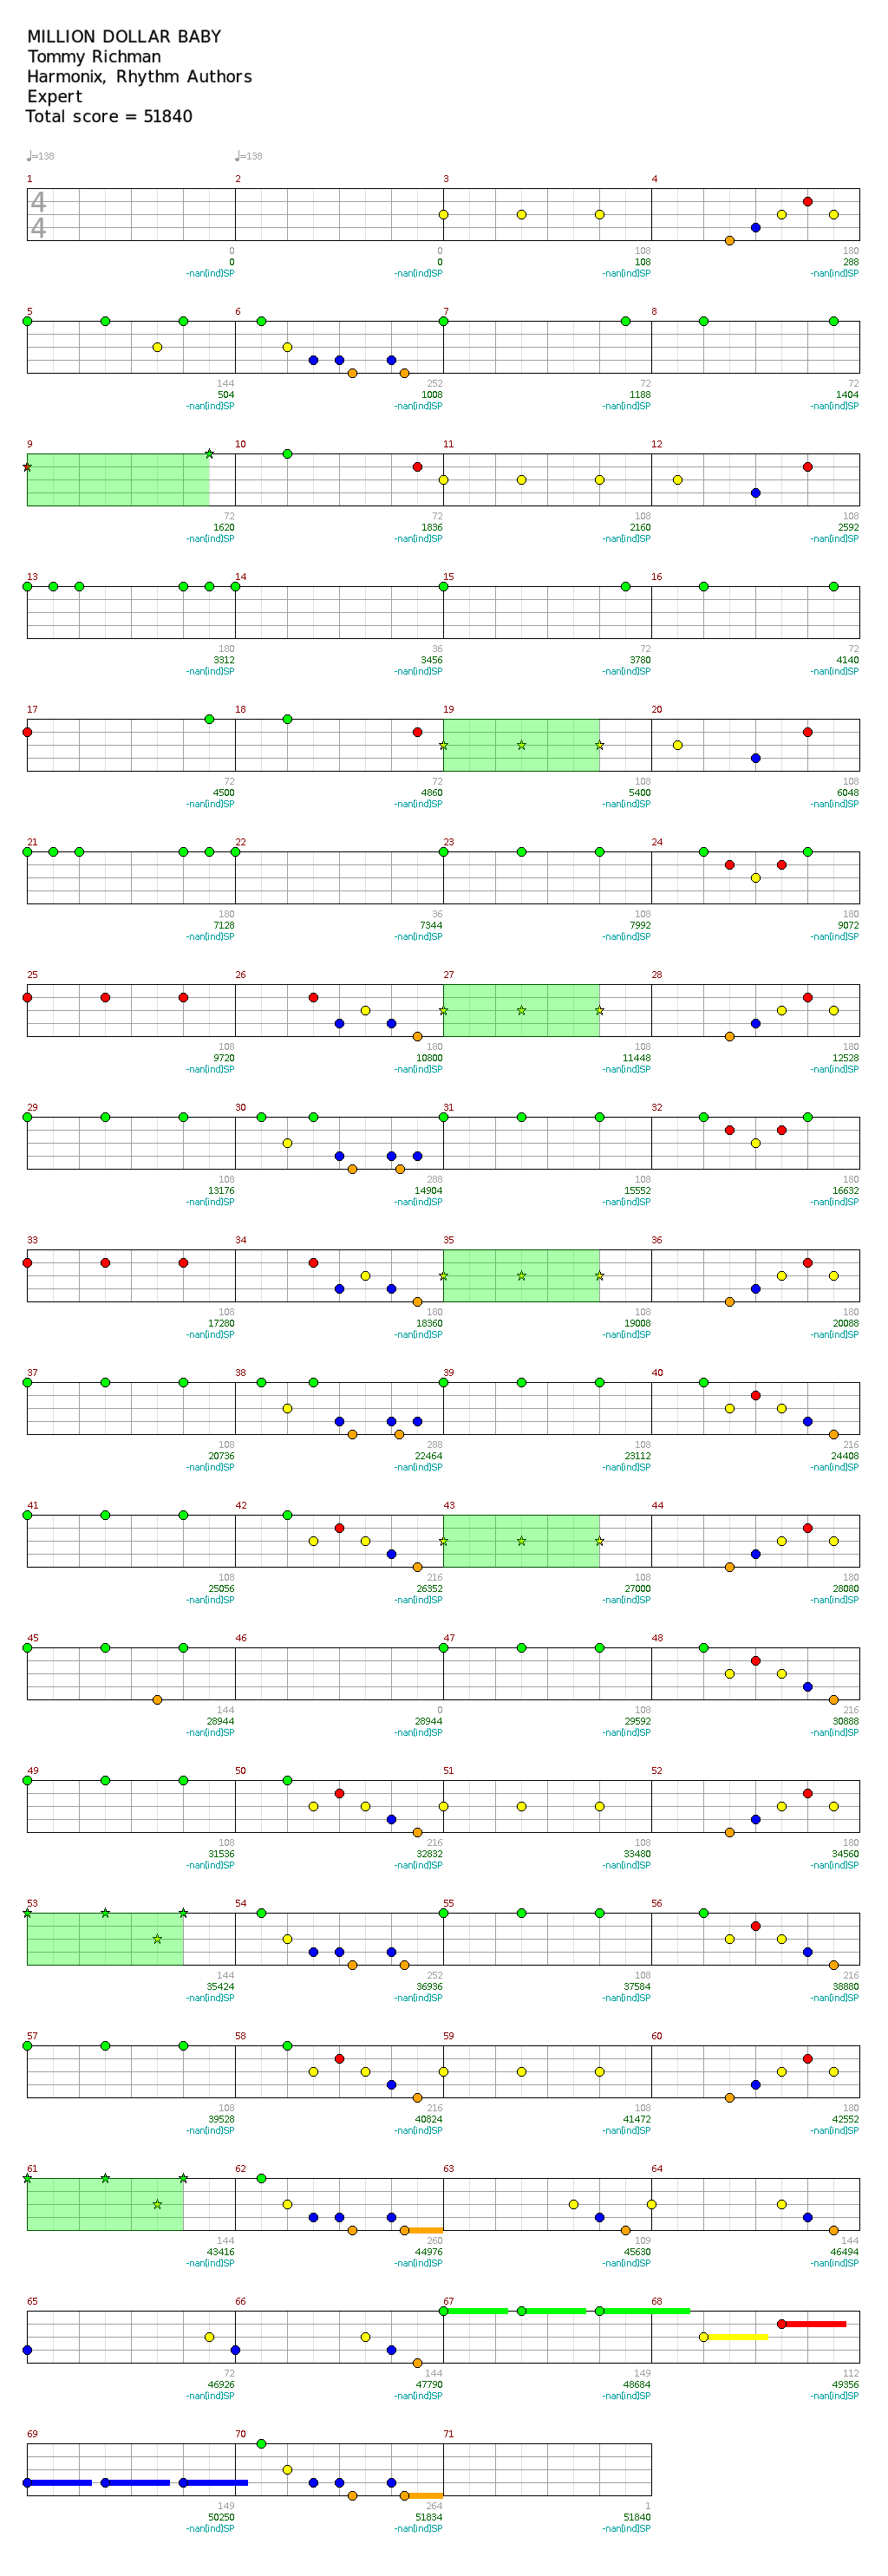 MILLION DOLLAR BABY
Tommy Richman
Harmonix, Rhythm Authors
Expert
Total score = 51840
♩=138 ♩=138
1 2 3 4
4
4
0 0 108 180
0 0 108 288
-nan(ind)SP -nan(ind)SP -nan(ind)SP -nan(ind)SP
5 6 7 8
144 252 72 72
504 1008 1188 1404
-nan(ind)SP -nan(ind)SP -nan(ind)SP -nan(ind)SP
9 10 11 12
72 72 108 108
1620 1836 2160 2592
-nan(ind)SP -nan(ind)SP -nan(ind)SP -nan(ind)SP
13 14 15 16
180 36 72 72
3312 3456 3780 4140
-nan(ind)SP -nan(ind)SP -nan(ind)SP -nan(ind)SP
17 18 19 20
72 72 108 108
4500 4860 5400 6048
-nan(ind)SP -nan(ind)SP -nan(ind)SP -nan(ind)SP
21 22 23 24
180 36 108 180
7128 7344 7992 9072
-nan(ind)SP -nan(ind)SP -nan(ind)SP -nan(ind)SP
25 26 27 28
108 180 108 180
9720 10800 11448 12528
-nan(ind)SP -nan(ind)SP -nan(ind)SP -nan(ind)SP
29 30 31 32
108 288 108 180
13176 14904 15552 16632
-nan(ind)SP -nan(ind)SP -nan(ind)SP -nan(ind)SP
33 34 35 36
108 180 108 180
17280 18360 19008 20088
-nan(ind)SP -nan(ind)SP -nan(ind)SP -nan(ind)SP
37 38 39 40
108 288 108 216
20736 22464 23112 24408
-nan(ind)SP -nan(ind)SP -nan(ind)SP -nan(ind)SP
41 42 43 44
108 216 108 180
25056 26352 27000 28080
-nan(ind)SP -nan(ind)SP -nan(ind)SP -nan(ind)SP
45 46 47 48
144 0 108 216
28944 28944 29592 30888
-nan(ind)SP -nan(ind)SP -nan(ind)SP -nan(ind)SP
49 50 51 52
108 216 108 180
31536 32832 33480 34560
-nan(ind)SP -nan(ind)SP -nan(ind)SP -nan(ind)SP
53 54 55 56
144 252 108 216
35424 36936 37584 38880
-nan(ind)SP -nan(ind)SP -nan(ind)SP -nan(ind)SP
57 58 59 60
108 216 108 180
39528 40824 41472 42552
-nan(ind)SP -nan(ind)SP -nan(ind)SP -nan(ind)SP
61 62 63 64
144 260 109 144
43416 44976 45630 46494
-nan(ind)SP -nan(ind)SP -nan(ind)SP -nan(ind)SP
65 66 67 68
72 144 149 112
46926 47790 48684 49356
-nan(ind)SP -nan(ind)SP -nan(ind)SP -nan(ind)SP
69 70 71
149 264 1
50250 51834 51840
-nan(ind)SP -nan(ind)SP -nan(ind)SP